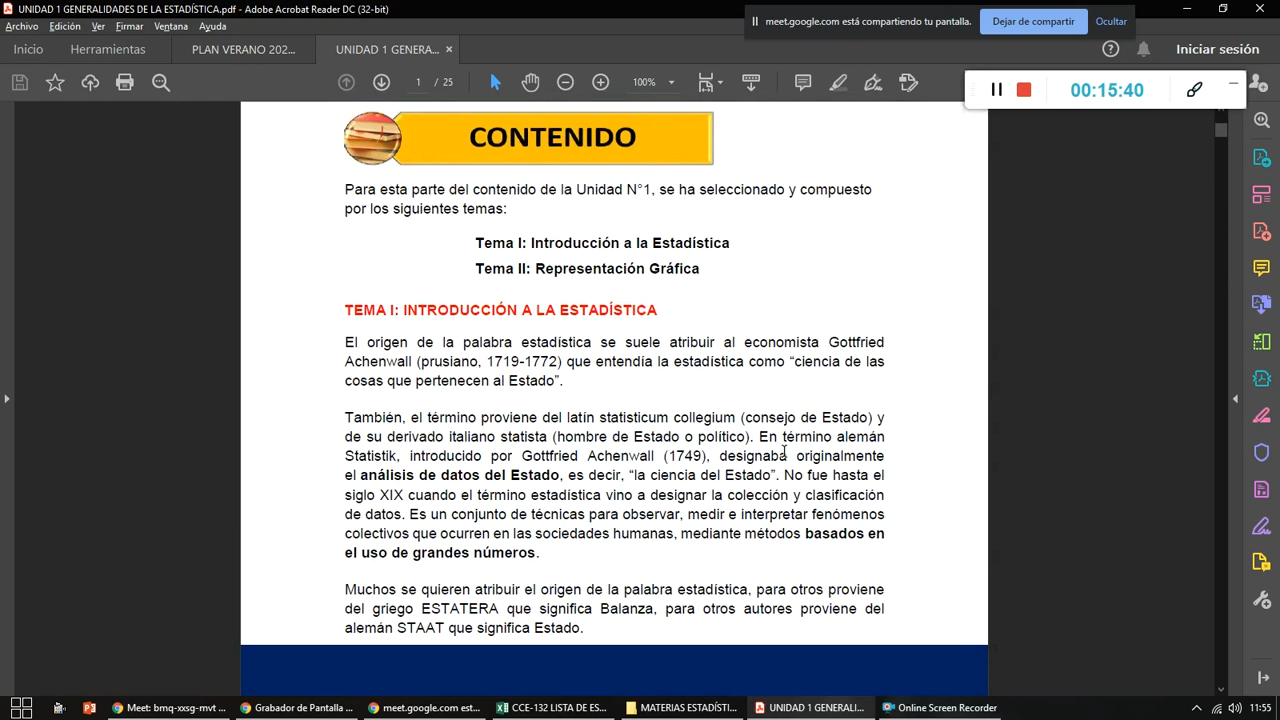 UNIDAD 1 GENERALIDADES DE LA ESTADÍSTICA.pdf - Adobe Acrobat Reader DC (32-bit)
meet.google.com está compartiendo tu pantalla.
Dejar de compartir
Ocultar
Archivo Edición Ver Firmar Ventana Ayuda
Inicio Herramientas PLAN VERANO 202... UNIDAD 1 GENERA... × Iniciar sesión
1 / 25 100%
00:15:40
CONTENIDO
Para esta parte del contenido de la Unidad N°1, se ha seleccionado y compuesto
por los siguientes temas:
Tema I: Introducción a la Estadística
Tema II: Representación Gráfica
TEMA I: INTRODUCCIÓN A LA ESTADÍSTICA
El origen de la palabra estadística se suele atribuir al economista Gottfried
Achenwall (prusiano, 1719-1772) que entendía la estadística como “ciencia de las
cosas que pertenecen al Estado”.
También, el término proviene del latín statisticum collegium (consejo de Estado) y
de su derivado italiano statista (hombre de Estado o político). En término alemán
Statistik, introducido por Gottfried Achenwall (1749), designaba originalmente
el análisis de datos del Estado, es decir, “la ciencia del Estado”. No fue hasta el
siglo XIX cuando el término estadística vino a designar la colección y clasificación
de datos. Es un conjunto de técnicas para observar, medir e interpretar fenómenos
colectivos que ocurren en las sociedades humanas, mediante métodos basados en
el uso de grandes números.
Muchos se quieren atribuir el origen de la palabra estadística, para otros proviene
del griego ESTATERA que significa Balanza, para otros autores proviene del
alemán STAAT que significa Estado.
Meet: bmq-xxsg-mvt ... Grabador de Pantalla ... meet.google.com est... CCE-132 LISTA DE ES... MATERIAS ESTADÍSTI... UNIDAD 1 GENERALI... Online Screen Recorder 11:55